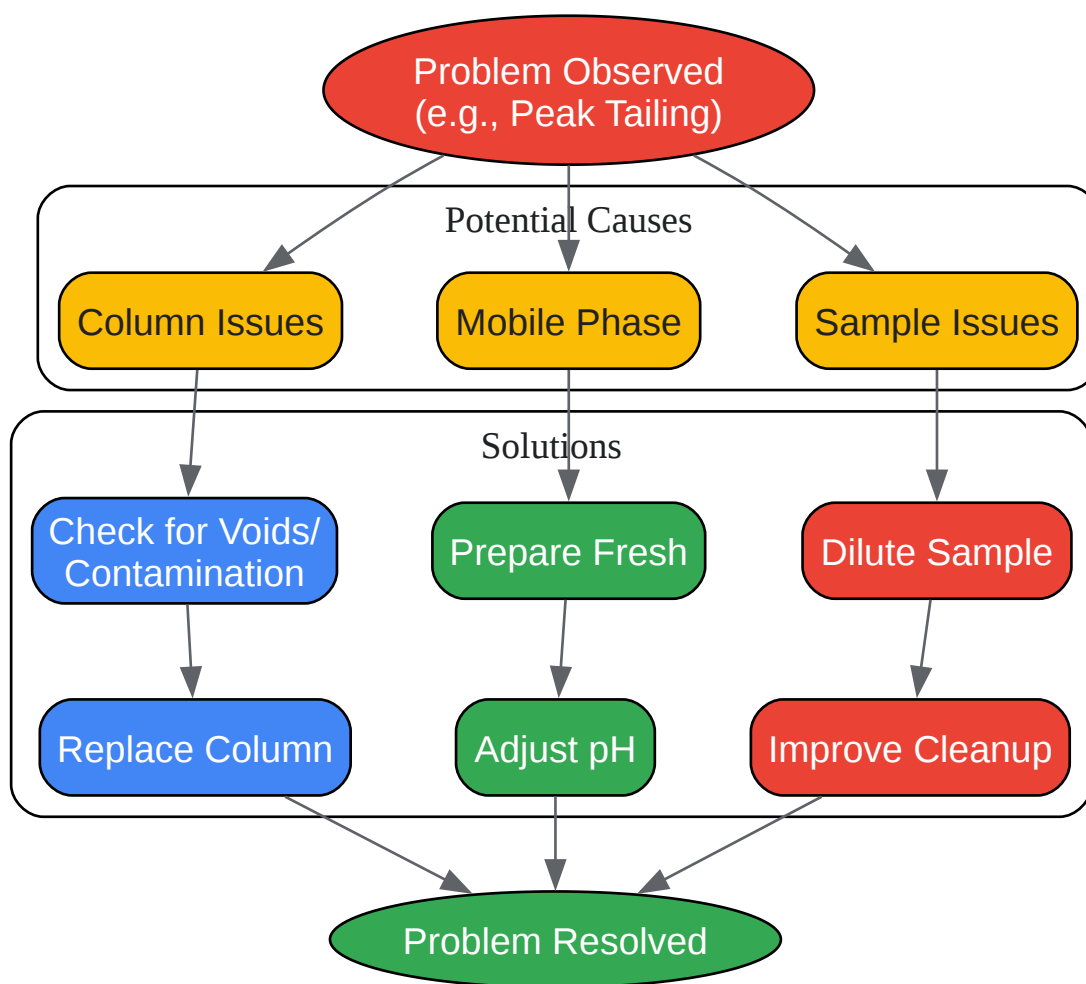 Problem Observed
(e.g., Peak Tailing)
Potential Causes
Column Issues
Mobile Phase
Sample Issues
Solutions
Check for Voids/
Contamination
Prepare Fresh
Dilute Sample
Replace Column
Adjust pH
Improve Cleanup
Problem Resolved